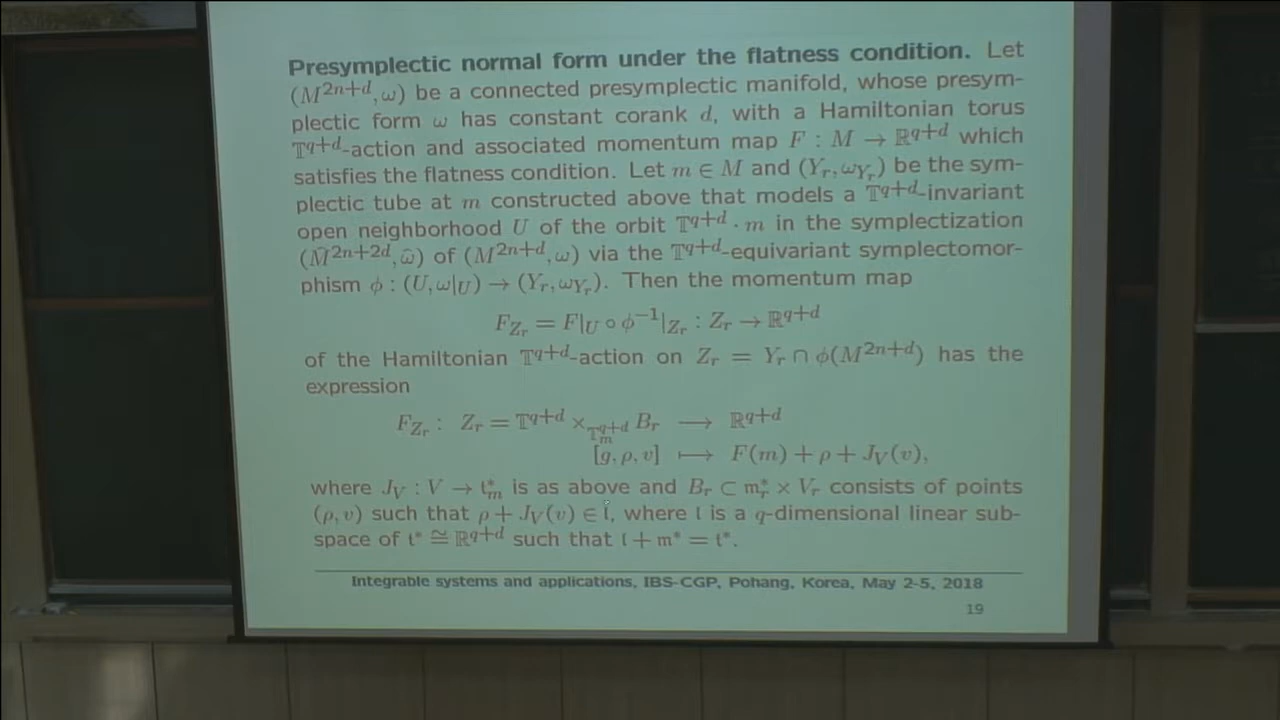 Presymplectic normal form under the flatness condition. Let
(M^{2n+d}, ω) be a connected presymplectic manifold, whose presym-
plectic form ω has constant corank d, with a Hamiltonian torus
𝕋^{q+d}-action and associated momentum map F : M → ℝ^{q+d} which
satisfies the flatness condition. Let m ∈ M and (Y_r, ω_{Y_r}) be the sym-
plectic tube at m constructed above that models a 𝕋^{q+d}-invariant
open neighborhood U of the orbit 𝕋^{q+d} · m in the symplectization
(M̃^{2n+2d}, ω̃) of (M^{2n+d}, ω) via the 𝕋^{q+d}-equivariant symplectomor-
phism ϕ : (U, ω|_U) → (Y_r, ω_{Y_r}). Then the momentum map
F_{Z_r} = F|_U ∘ ϕ^{-1}|_{Z_r} : Z_r → ℝ^{q+d}
of the Hamiltonian 𝕋^{q+d}-action on Z_r = Y_r ∩ ϕ(M^{2n+d}) has the
expression
F_{Z_r} : Z_r = 𝕋^{q+d} ×_{𝕋_m^{q+d}} B_r ⟶ ℝ^{q+d}
[g, ρ, v] ⟼ F(m) + ρ + J_V(v),
where J_V : V → 𝔱_m^* is as above and B_r ⊂ 𝔪_r^* × V_r consists of points
(ρ, v) such that ρ + J_V(v) ∈ 𝔩, where 𝔩 is a q-dimensional linear sub-
space of 𝔱^* ≅ ℝ^{q+d} such that 𝔩 + 𝔪^* = 𝔱^*.
Integrable systems and applications, IBS-CGP, Pohang, Korea, May 2-5, 2018
19